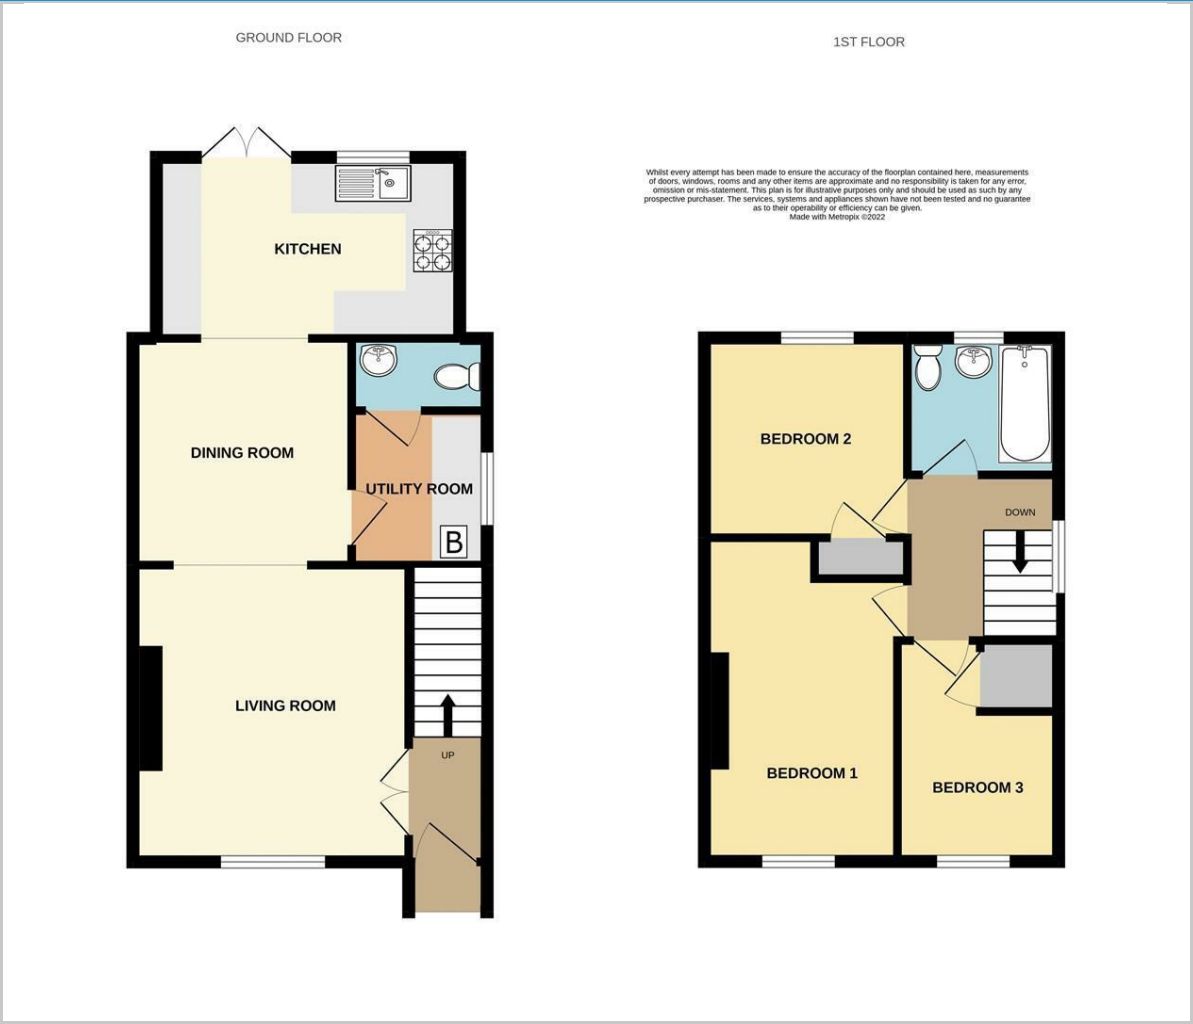 GROUND FLOOR
1ST FLOOR
Whilst every attempt has been made to ensure the accuracy of the floorplan contained here, measurements
of doors, windows, rooms and any other items are approximate and no responsibility is taken for any error,
omission or mis-statement. This plan is for illustrative purposes only and should be used as such by any
prospective purchaser. The services, systems and appliances shown have not been tested and no guarantee
as to their operability or efficiency can be given.
Made with Metropix ©2022
KITCHEN
DINING ROOM
UTILITY ROOM
B
LIVING ROOM
UP
BEDROOM 2
DOWN
BEDROOM 1
BEDROOM 3